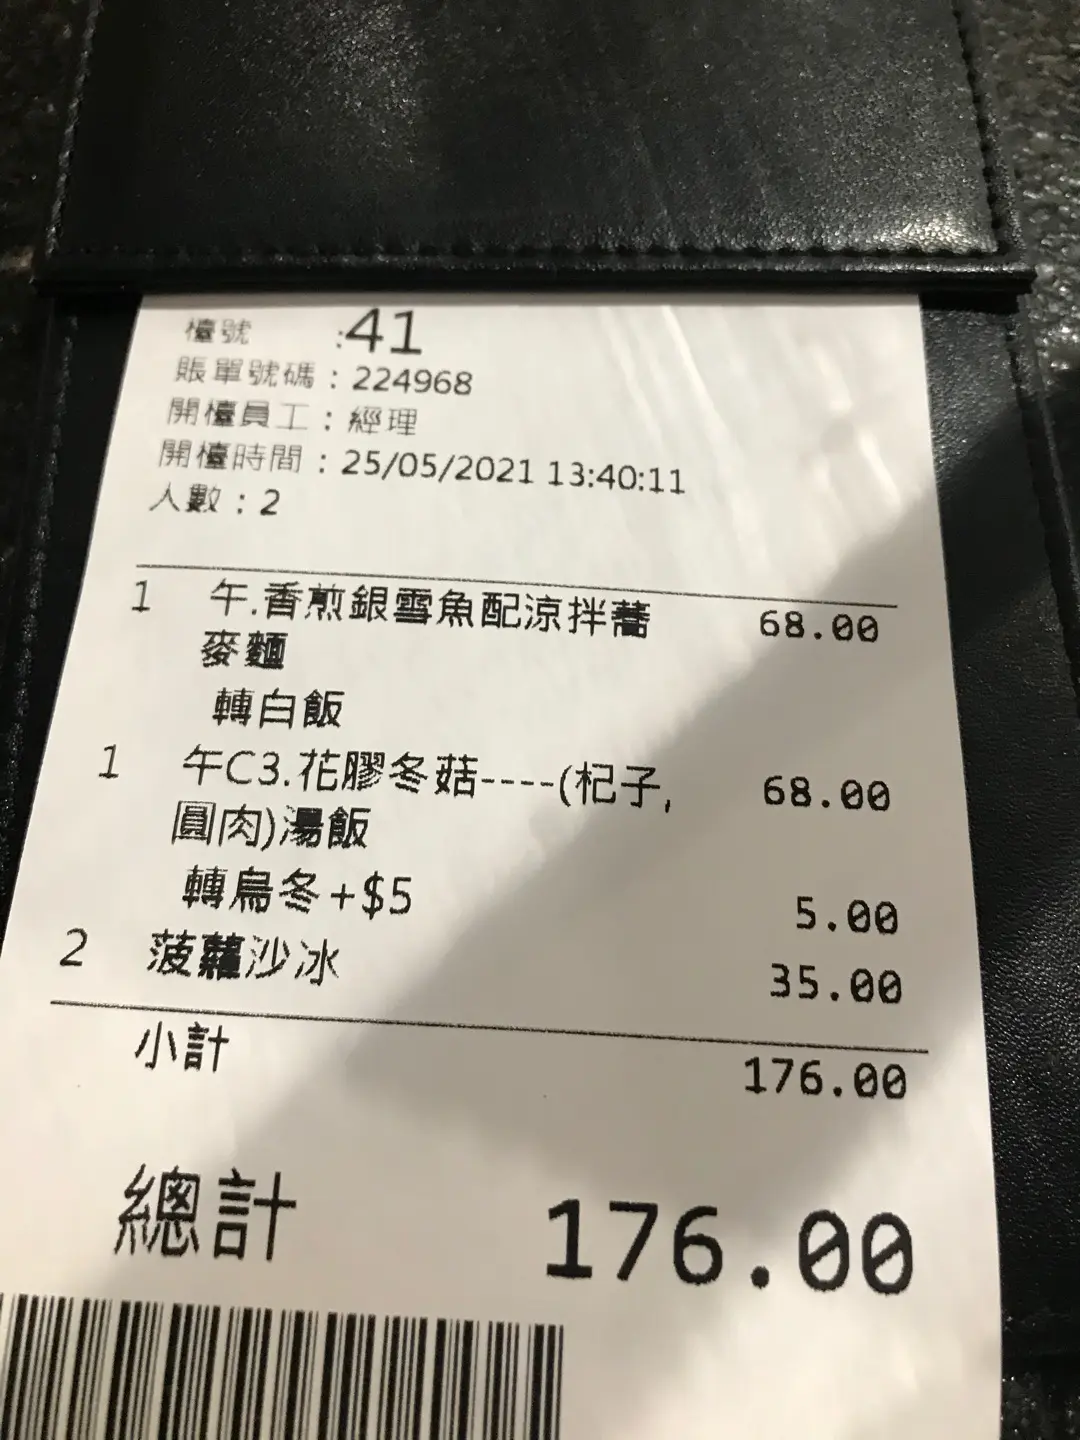 檯號 :41
賬單號碼：224968
開檯員工：經理
開檯時間：25/05/2021 13:40:11
人數：2
1 午.香煎銀雪魚配涼拌蕎 68.00
麥麵
轉白飯
1 午C3.花膠冬菇----(杞子, 68.00
圓肉)湯飯
轉烏冬+$5 5.00
2 菠蘿沙冰 35.00
小計 176.00
總計 176.00